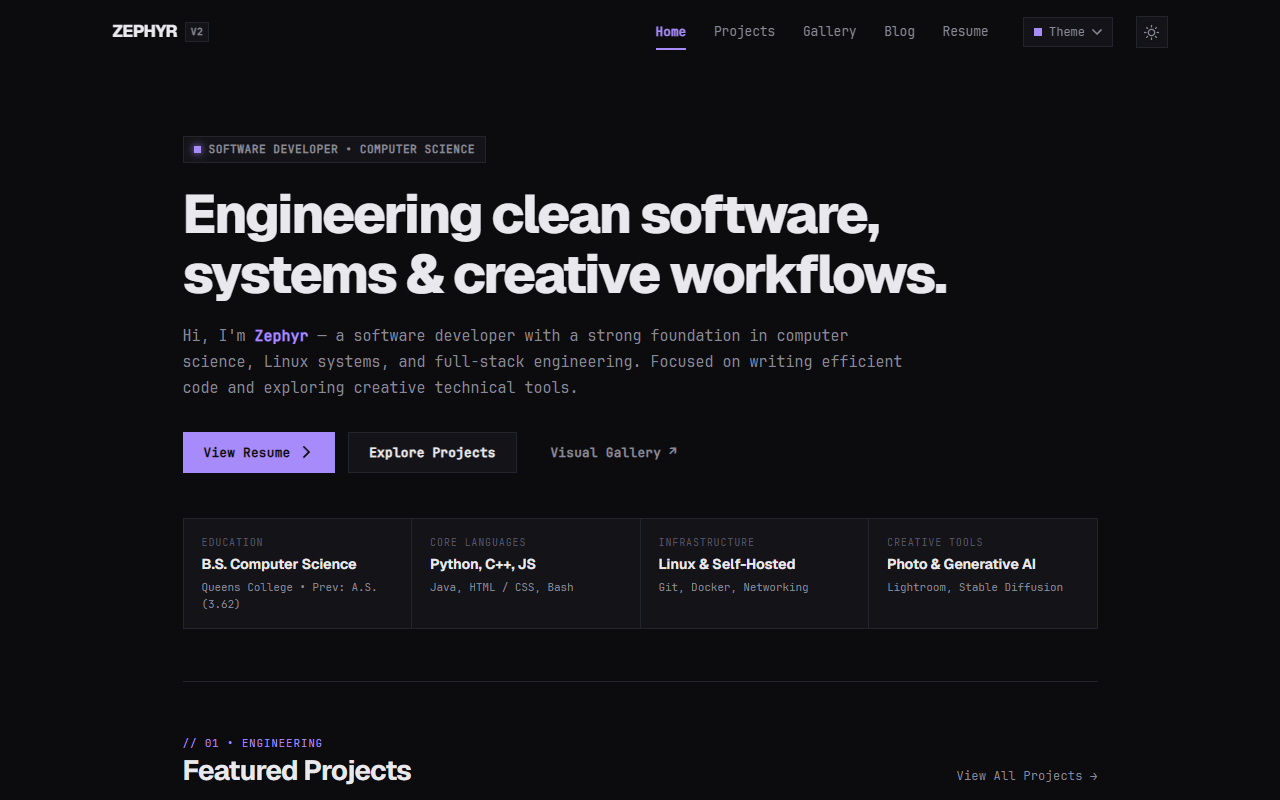 ZEPHYR V2
Home Projects Gallery Blog Resume Theme
SOFTWARE DEVELOPER • COMPUTER SCIENCE
Engineering clean software,
systems & creative workflows.
Hi, I'm Zephyr — a software developer with a strong foundation in computer
science, Linux systems, and full-stack engineering. Focused on writing efficient
code and exploring creative technical tools.
View Resume Explore Projects Visual Gallery ↗
EDUCATION
B.S. Computer Science
Queens College • Prev: A.S.
(3.62)
CORE LANGUAGES
Python, C++, JS
Java, HTML / CSS, Bash
INFRASTRUCTURE
Linux & Self-Hosted
Git, Docker, Networking
CREATIVE TOOLS
Photo & Generative AI
Lightroom, Stable Diffusion
// 01 • ENGINEERING
Featured Projects
View All Projects →